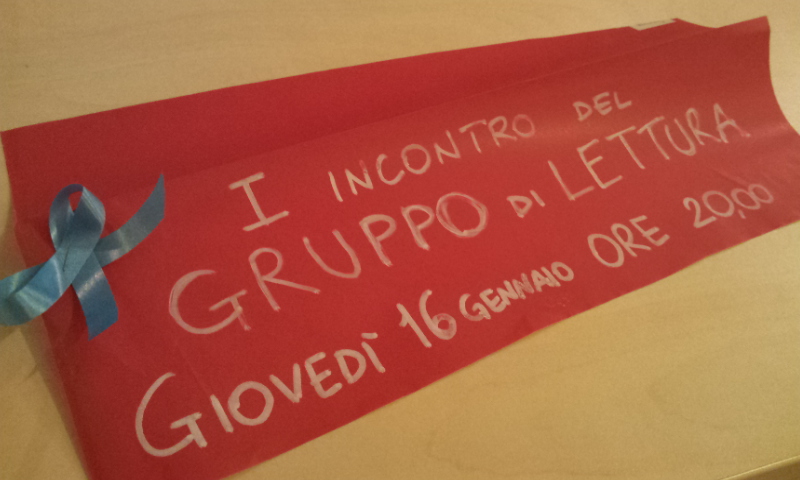 I INCONTRO DEL
GRUPPO DI LETTURA
GIOVEDÌ 16 GENNAIO ORE 20,00